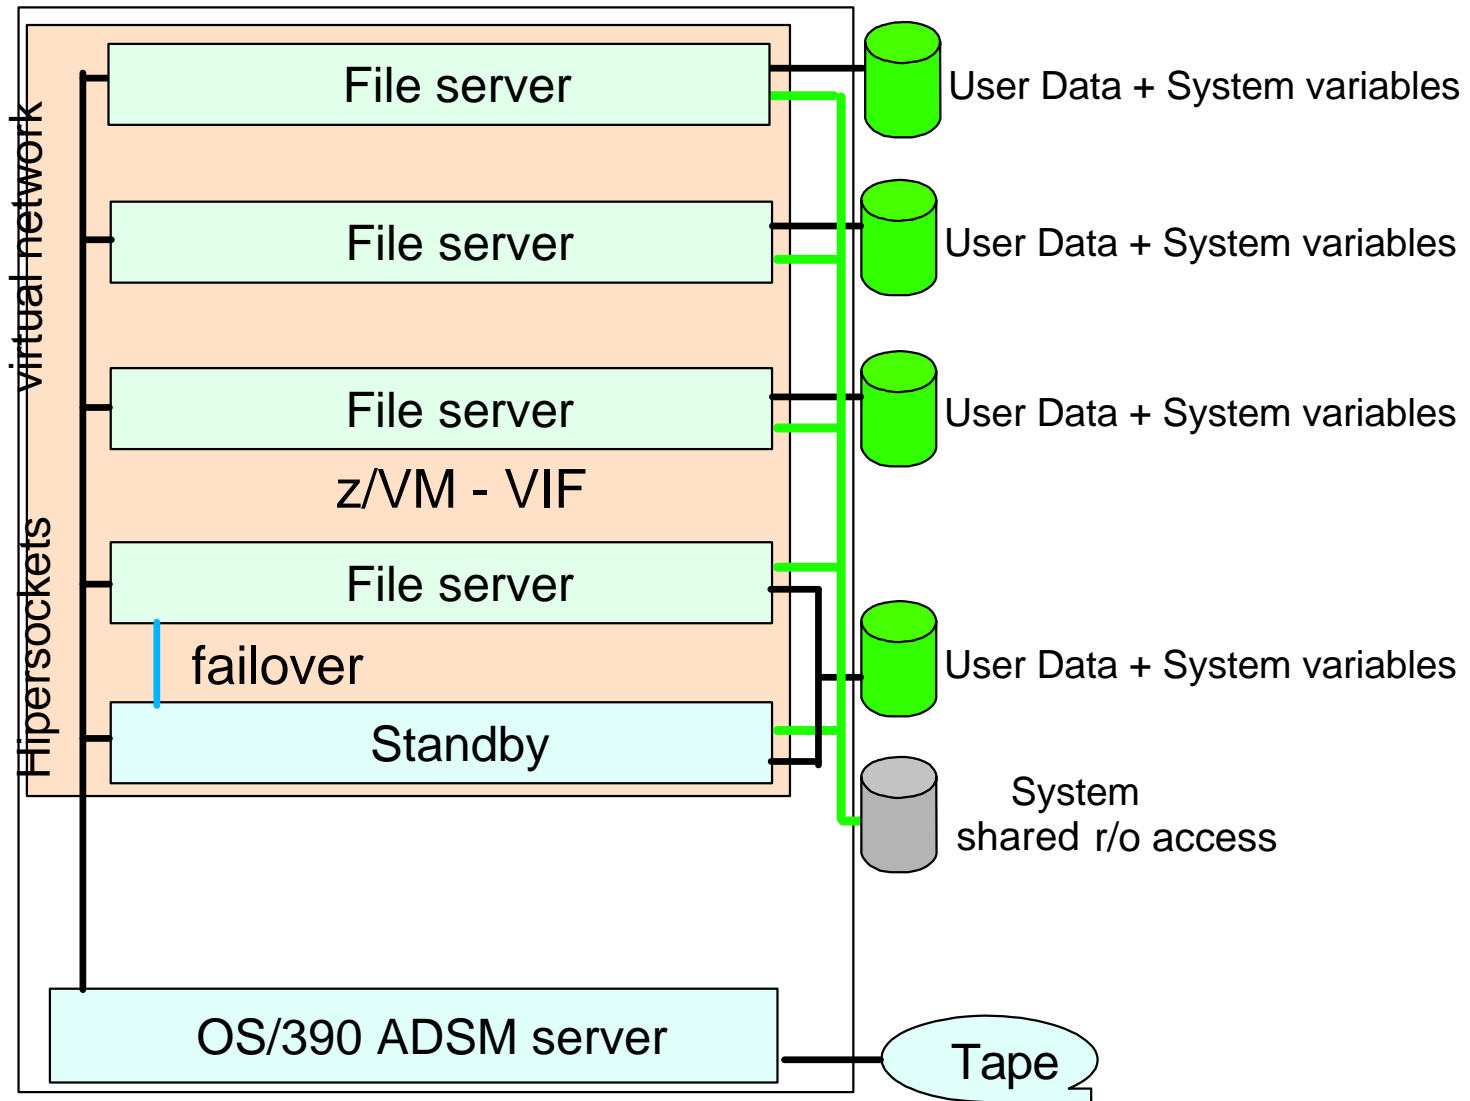 File server
User Data + System variables
virtual network
File server
User Data + System variables
File server
User Data + System variables
z/VM - VIF
Hipersockets
File server
failover
User Data + System variables
Standby
System
shared r/o access
OS/390 ADSM server
Tape